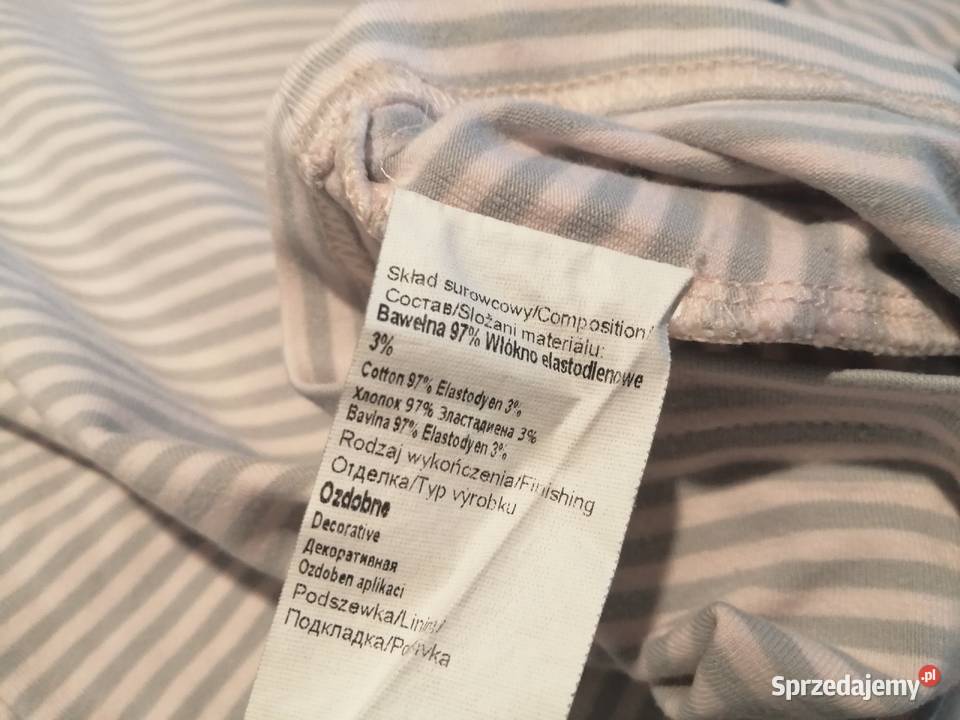 Skład surowcowy/Composition/
Состав/Složani materiálu:
Bawełna 97% Włókno elastodienowe
3%
Cotton 97% Elastodyen 3%
Хлопок 97% Эластадиена 3%
Bavlna 97% Elastodyen 3%
Rodzaj wykończenia/Finishing
Отделка/Typ výrobku
Ozdobne
Decorative
Декоративная
Ozdoben aplikaci
Podszewka/Lining/
Подкладка/
Sprzedajemy.pl